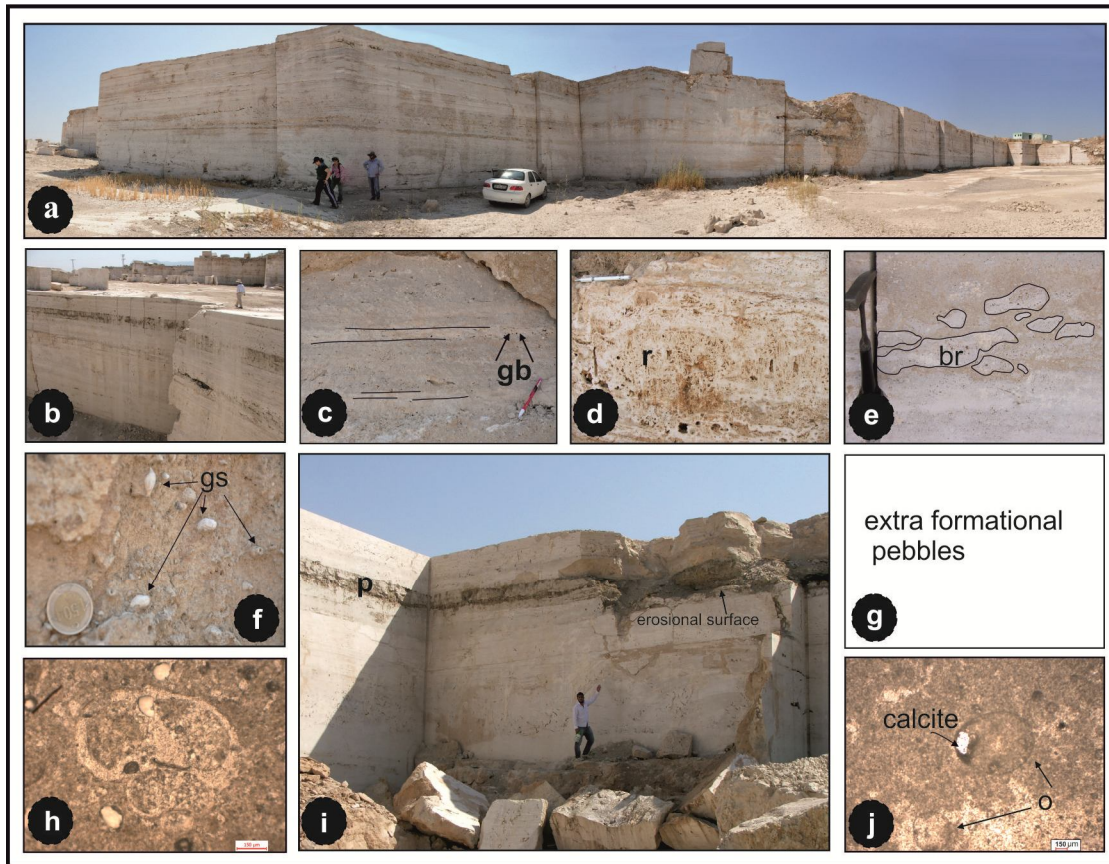 a
b
gb
c
r
d
br
e
gs
f
p
erosional surface
i
extra formational
pebbles
g
h
calcite
o
150 µm
j